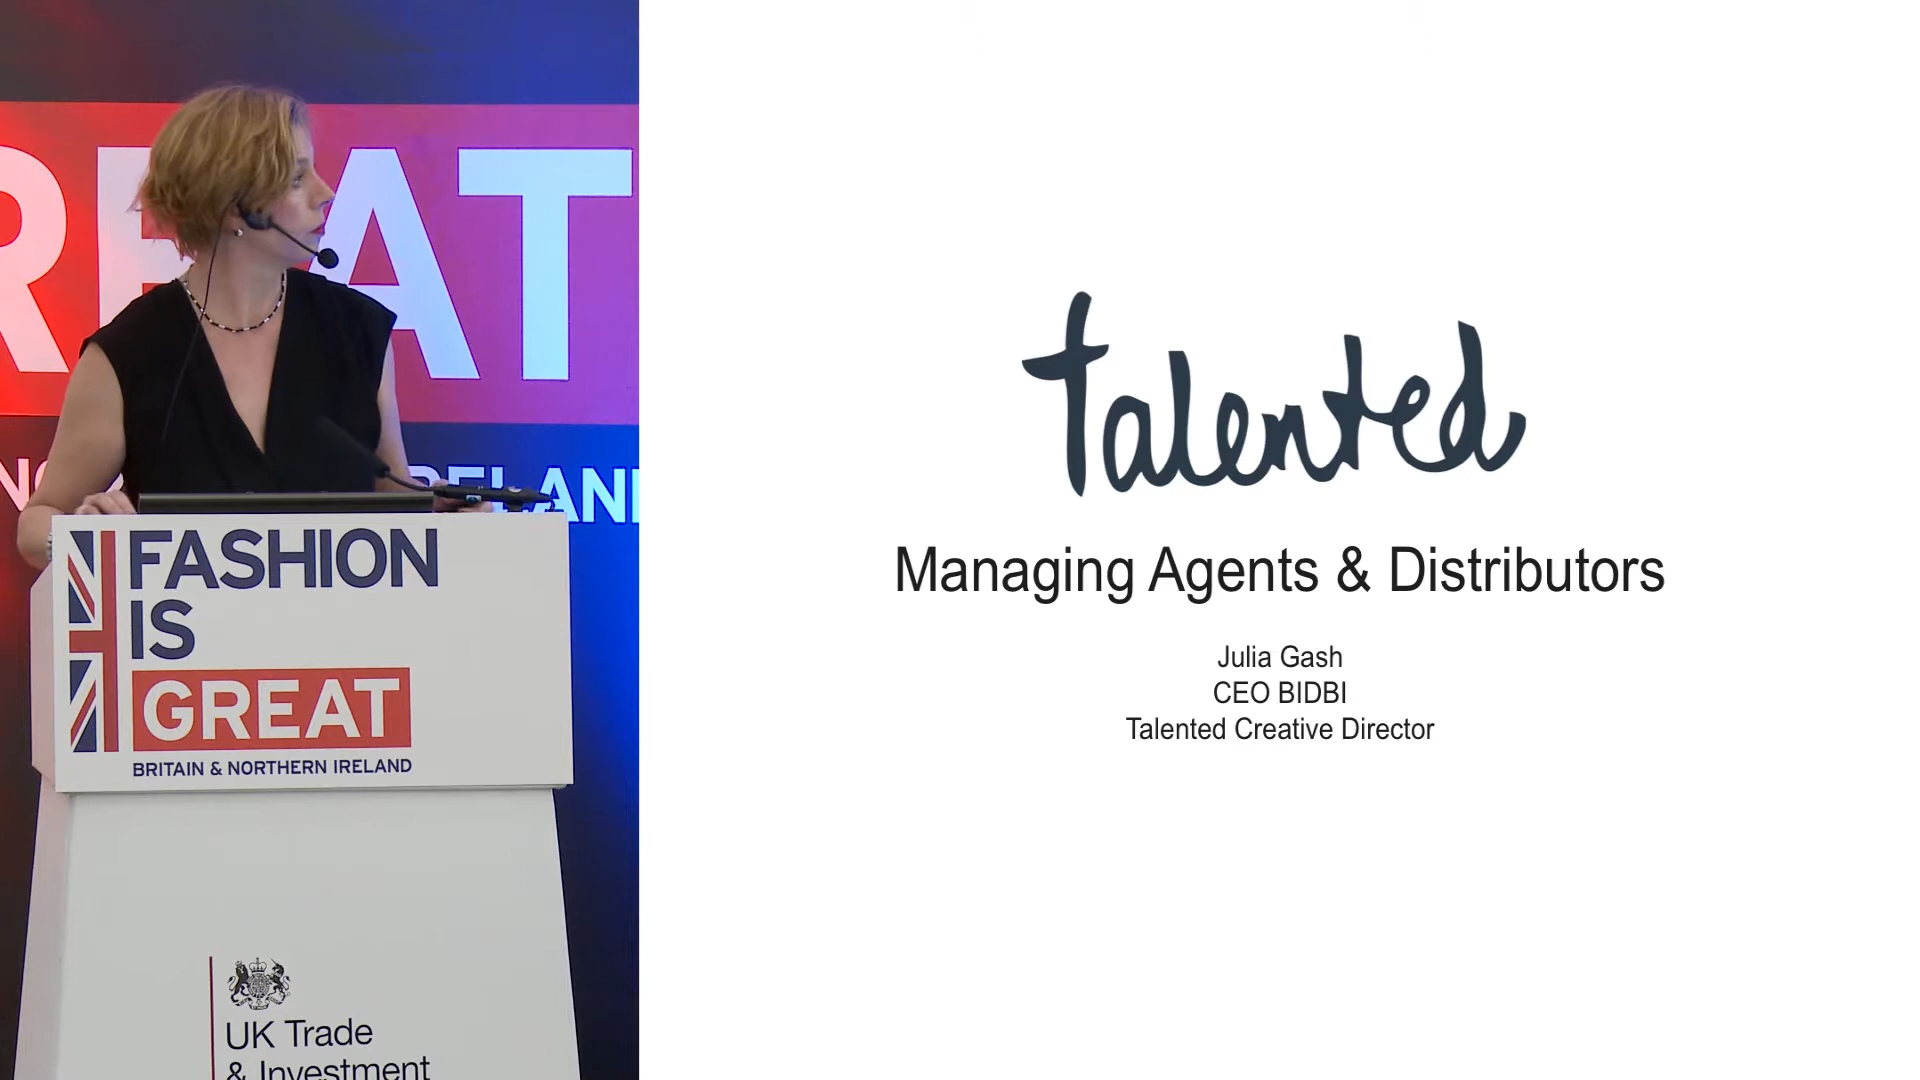 REAT
FASHION
IS
GREAT
BRITAIN & NORTHERN IRELAND
UK Trade
& Investment
Talented
Managing Agents & Distributors
Julia Gash
CEO BIDBI
Talented Creative Director